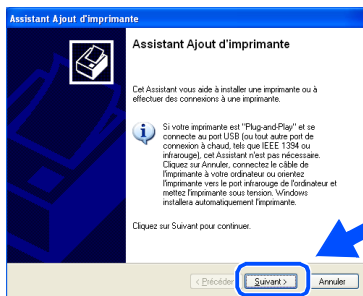 Assistant Ajout d'imprimante
Assistant Ajout d'imprimante
Cet Assistant vous aide à installer une imprimante ou à
effectuer des connexions à une imprimante.
Si votre imprimante est "Plug-and-Play" et se
connecte au port USB (ou tout autre port de
connexion à chaud, tels que IEEE 1394 ou
infrarouge), cet Assistant n'est pas nécessaire.
Cliquez sur Annuler, connectez le câble de
l'imprimante à votre ordinateur ou orientez
l'imprimante vers le port infrarouge de l'ordinateur et
mettez l'imprimante sous tension. Windows
installera automatiquement l'imprimante.
Cliquez sur Suivant pour continuer.
< Précédent Suivant > Annuler